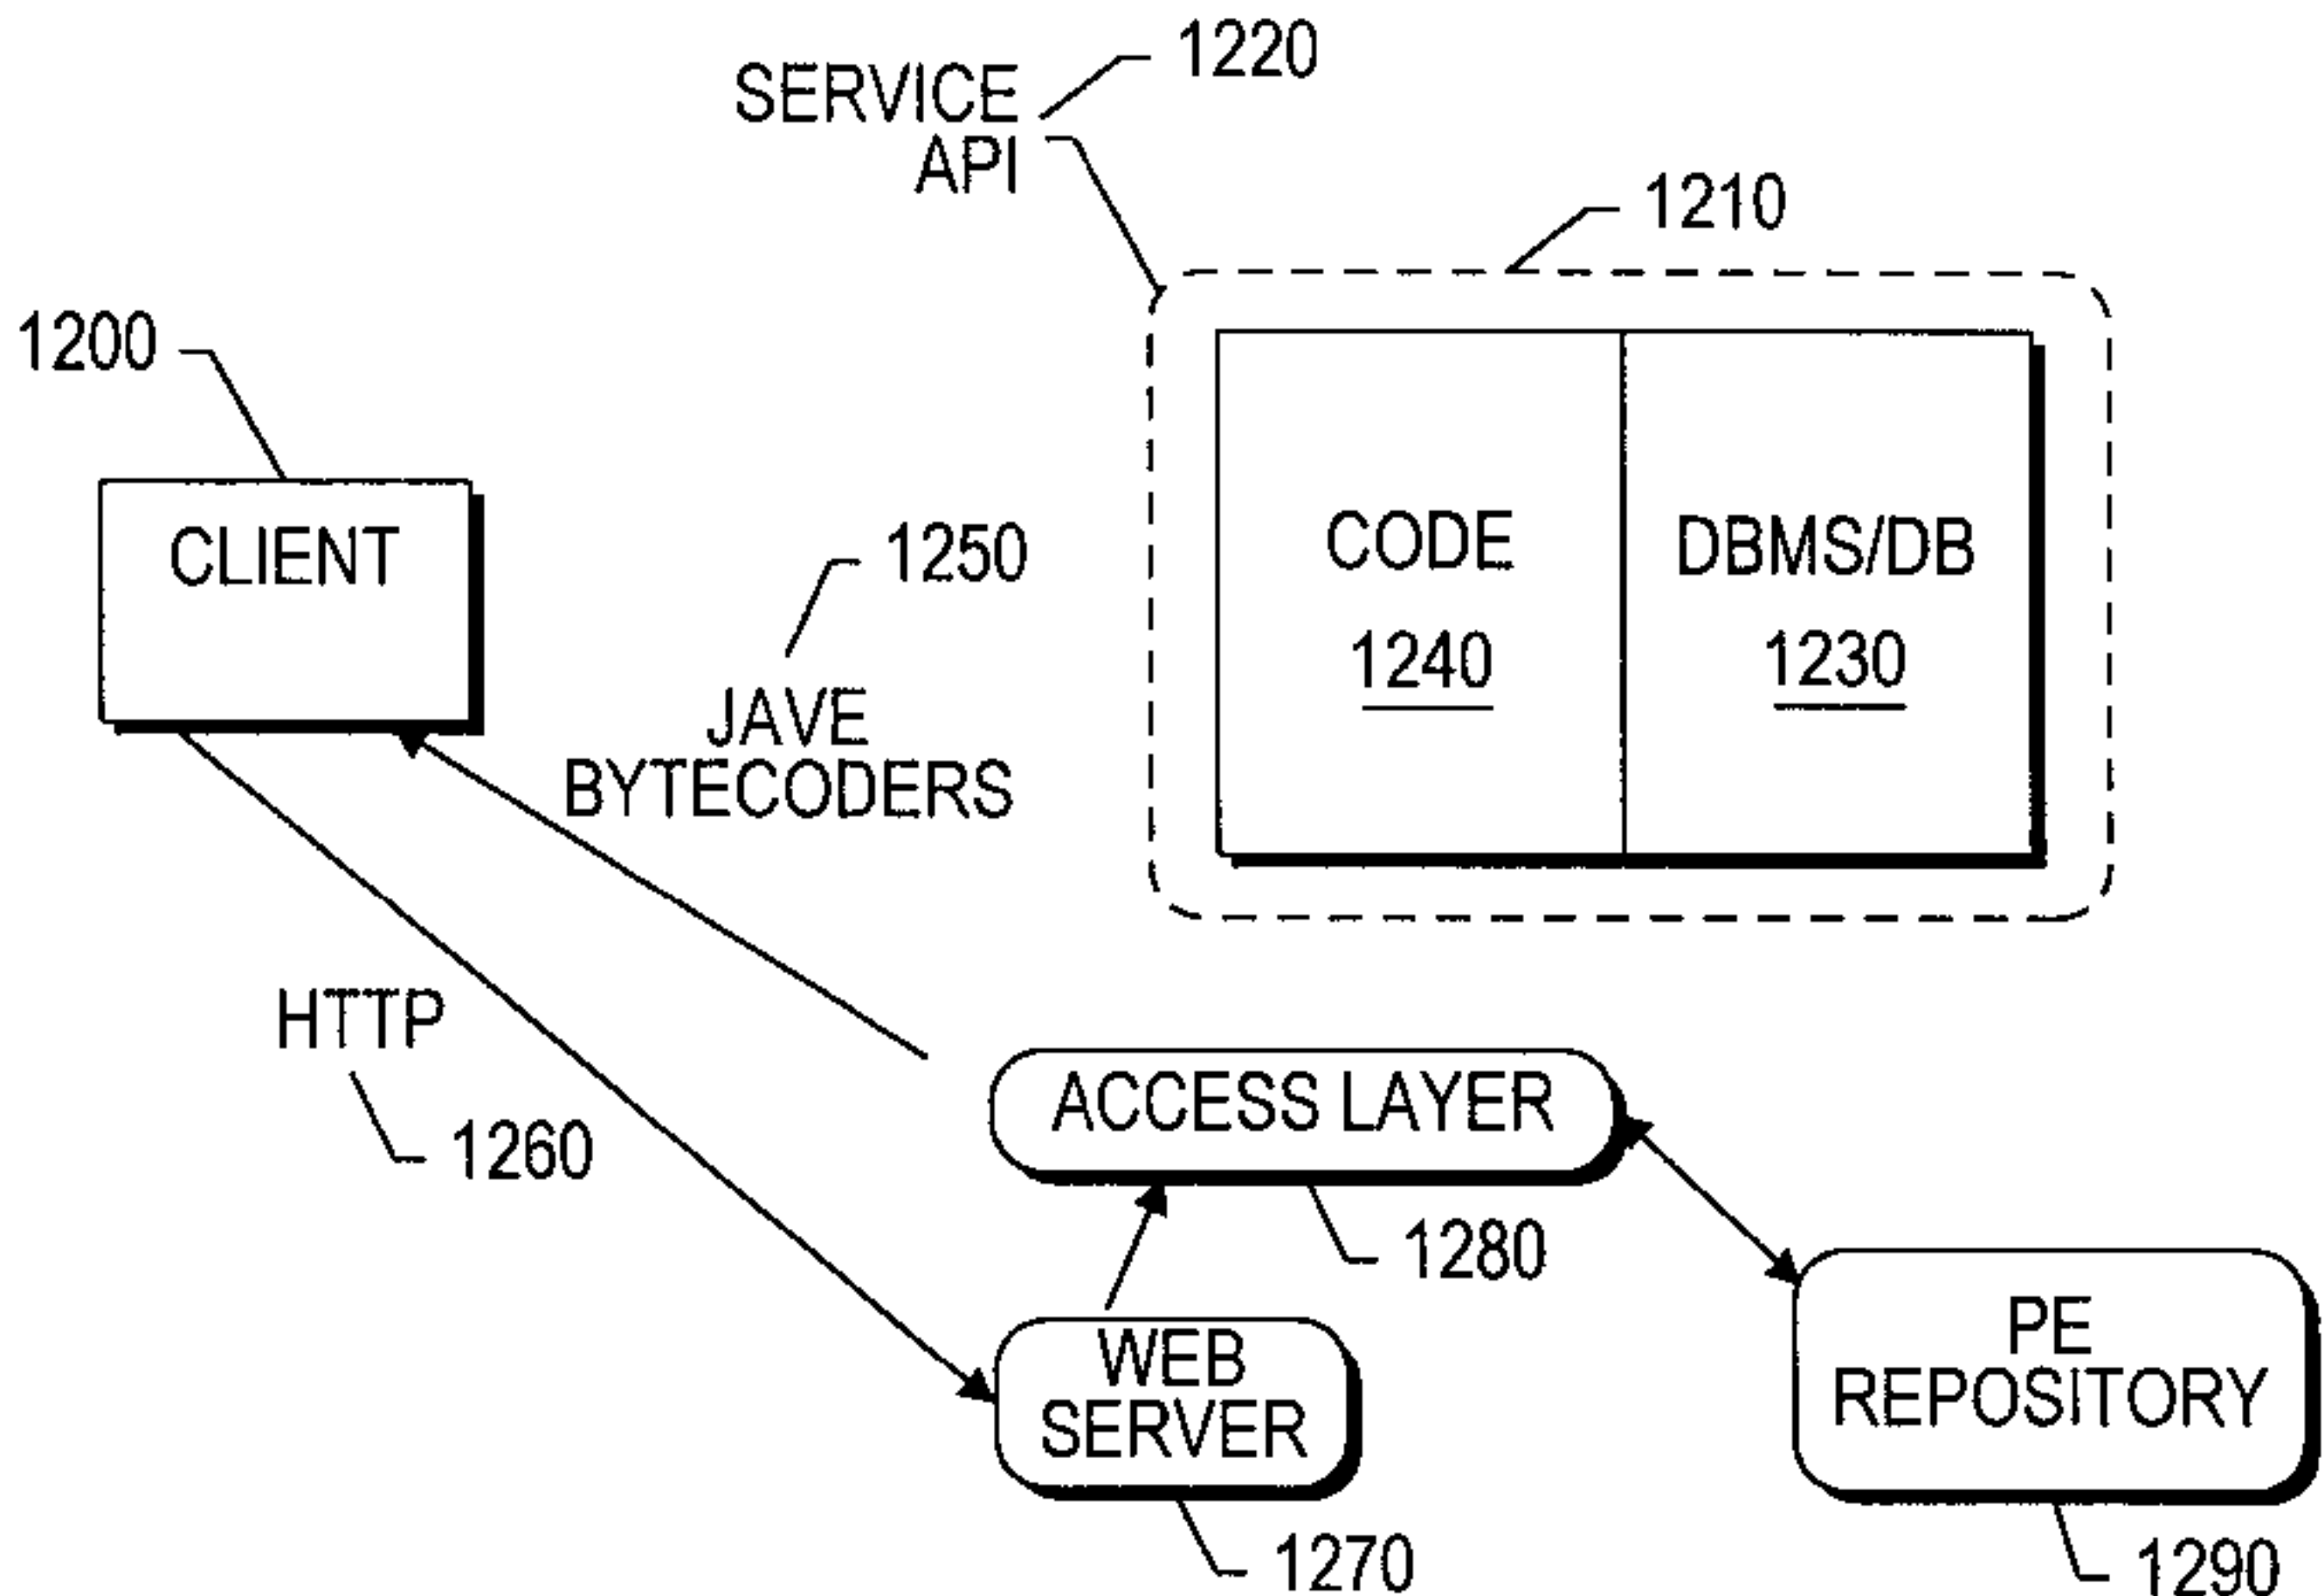 1220
SERVICE
API
1210
1200
CLIENT
1250
CODE
DBMS/DB
1240
1230
JAVE
BYTECODERS
HTTP
1260
ACCESS LAYER
1280
WEB
SERVER
1270
PE
REPOSITORY
1290